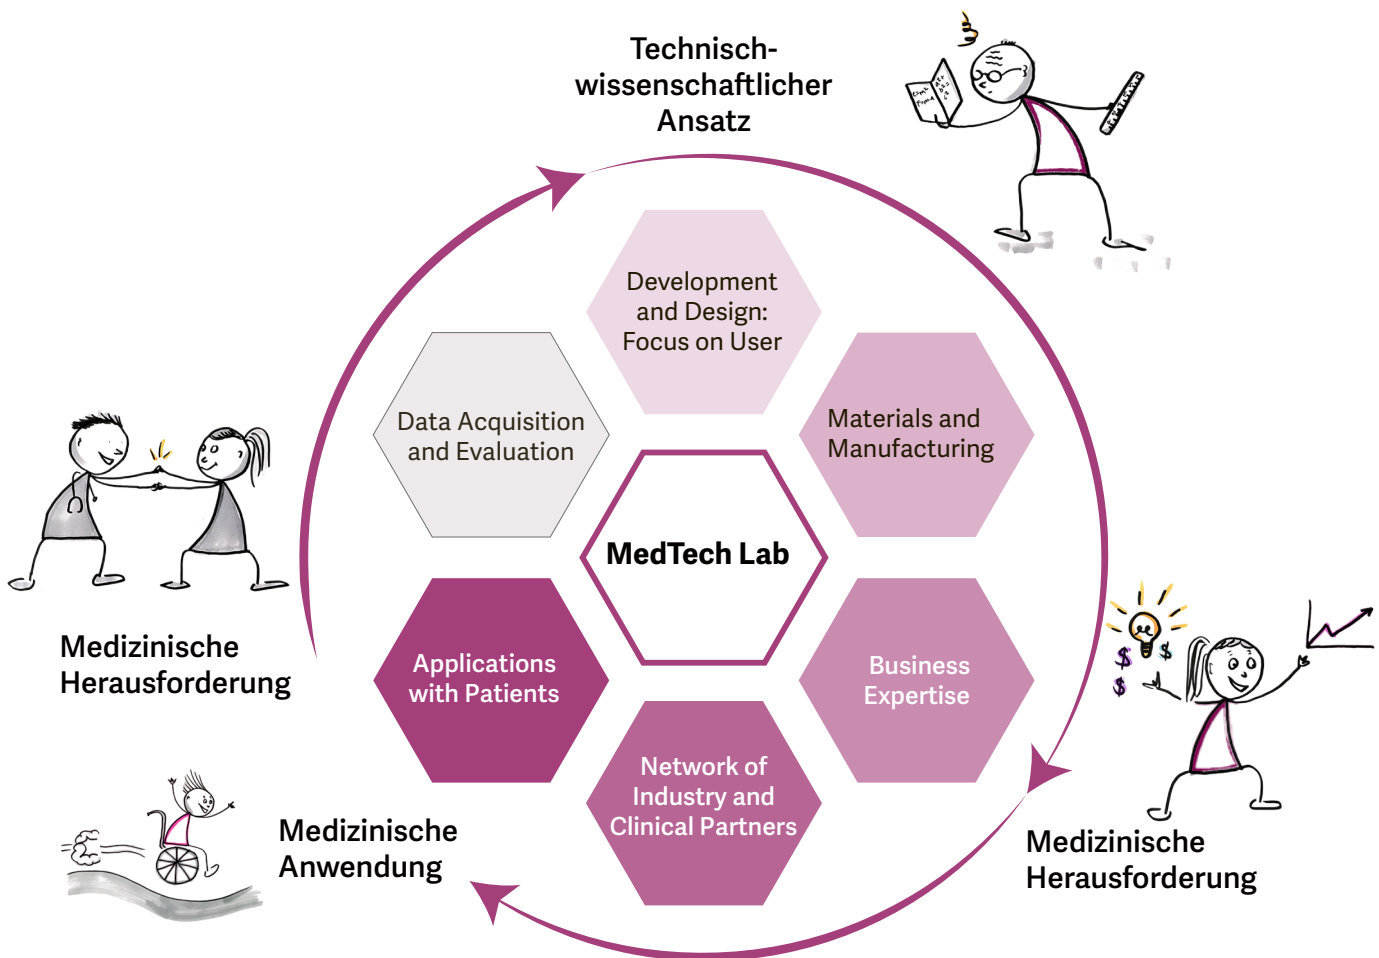 Technisch-
wissenschaftlicher
Ansatz
Development
and Design:
Focus on User
Data Acquisition
and Evaluation
Materials and
Manufacturing
MedTech Lab
Medizinische
Herausforderung
Applications
with Patients
Business
Expertise
$ $
$
Network of
Industry and
Clinical Partners
Medizinische
Anwendung
Medizinische
Herausforderung